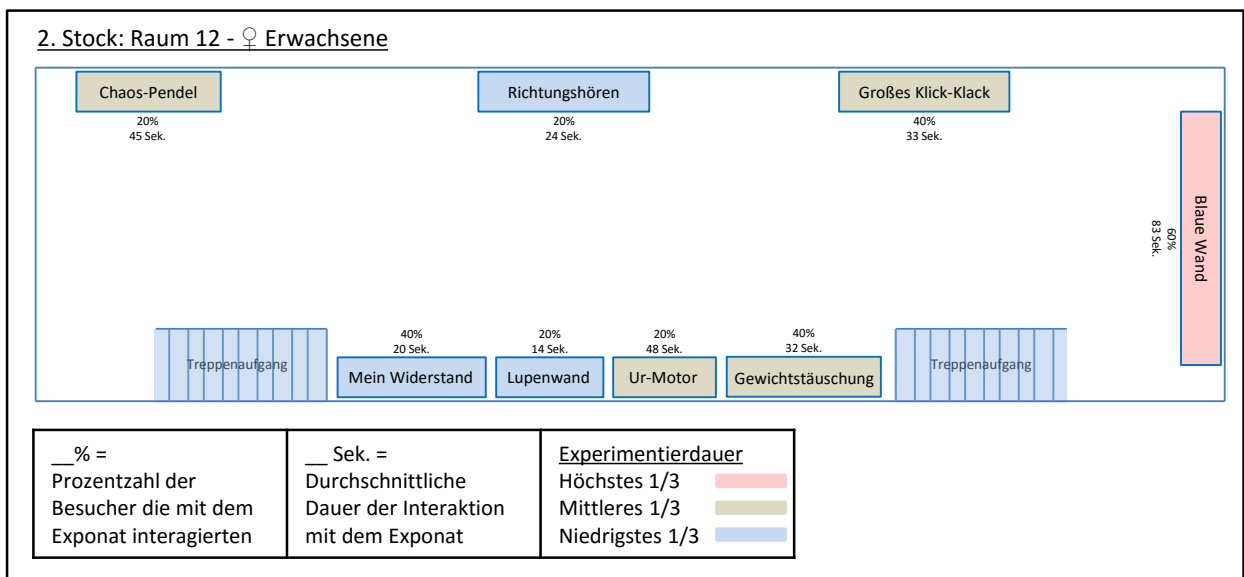 2. Stock: Raum 12 - ♀ Erwachsene
Chaos-Pendel
20%
45 Sek.
Richtungshören
20%
24 Sek.
Großes Klick-Klack
40%
33 Sek.
Blaue Wand
60%
83 Sek.
Treppenaufgang
40%
20 Sek.
Mein Widerstand
20%
14 Sek.
Lupenwand
20%
48 Sek.
Ur-Motor
40%
32 Sek.
Gewichtstäuschung
Treppenaufgang
__% =
Prozentzahl der
Besucher die mit dem
Exponat interagierten
__ Sek. =
Durchschnittliche
Dauer der Interaktion
mit dem Exponat
Experimentierdauer
Höchstes 1/3
Mittleres 1/3
Niedrigstes 1/3